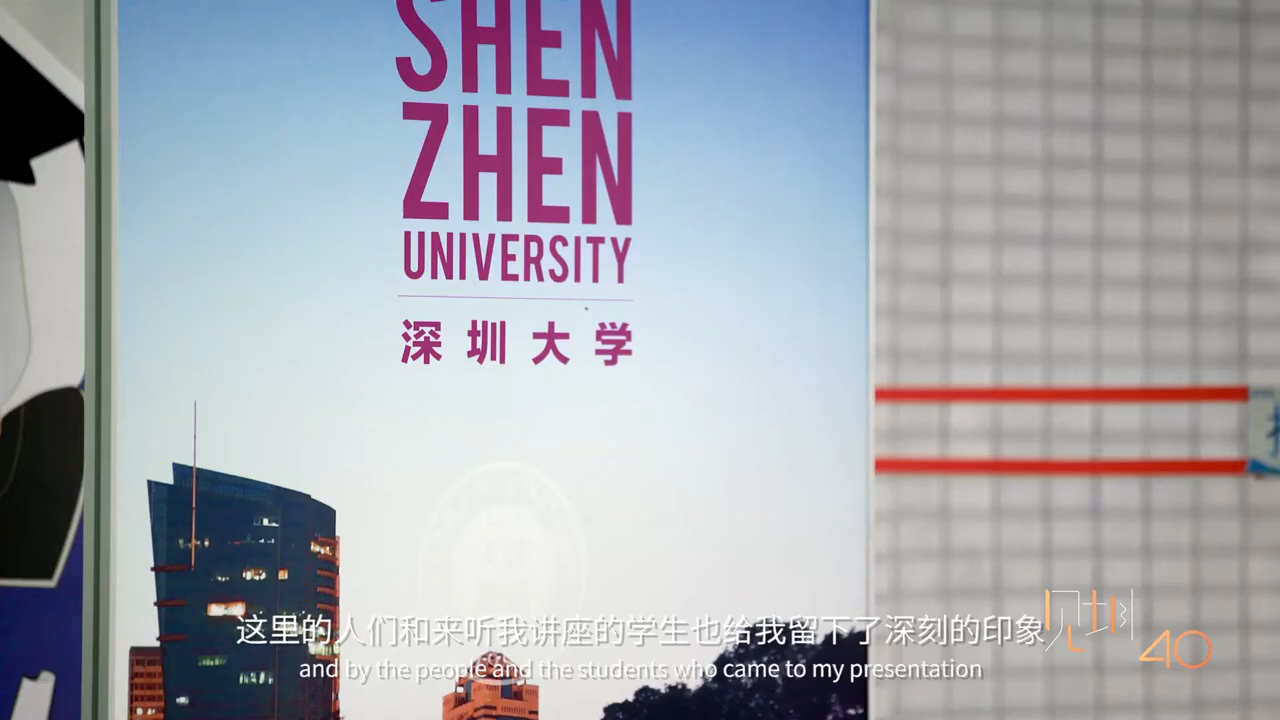 SHEN
ZHEN
UNIVERSITY
深圳大学
这里的人们和来听我讲座的学生也给我留下了深刻的印象
and by the people and the students who came to my presentation
见圳
40